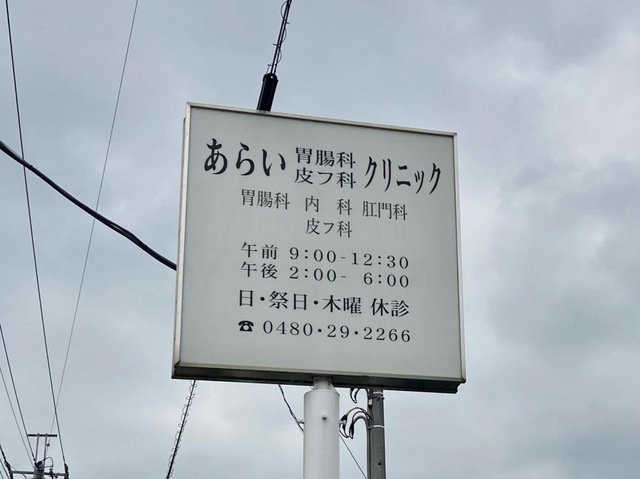 あらい 胃腸科 皮フ科 クリニック
胃腸科 内 科 肛門科
皮フ科
午前 9:00-12:30
午後 2:00- 6:00
日・祭日・木曜 休診
☎ 0480・29・2266